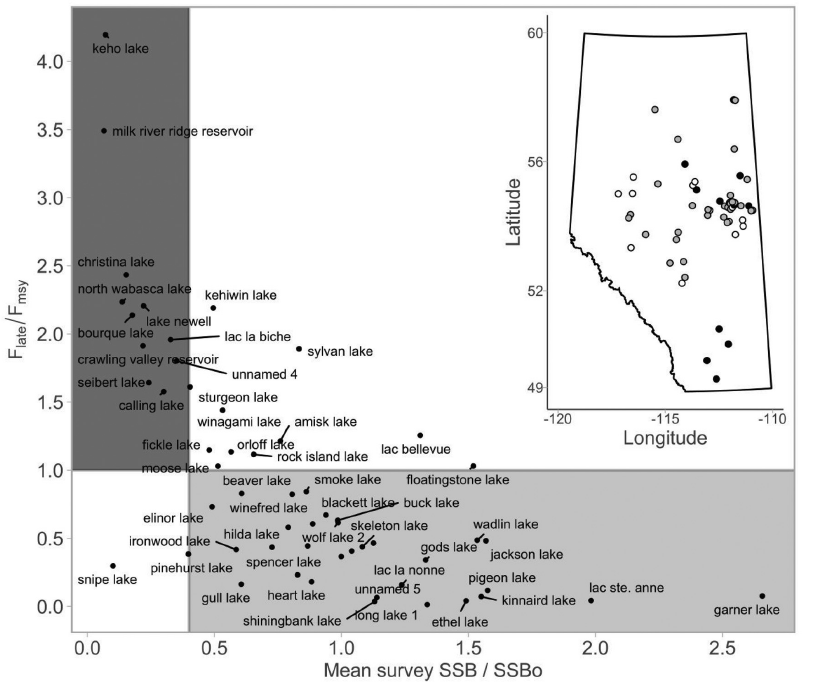 keho lake
milk river ridge reservoir
christina lake
north wabasca lake
kehiwin lake
lake newell
bourque lake
lac la biche
sylvan lake
crawling valley reservoir
unnamed 4
seibert lake
sturgeon lake
calling lake
winagami lake
amisk lake
fickle lake
orloff lake
lac bellevue
rock island lake
moose lake
floatingstone lake
beaver lake
smoke lake
winefred lake
blackett lake
buck lake
elinor lake
skeleton lake
wadlin lake
ironwood lake
hilda lake
wolf lake 2
gods lake
jackson lake
pinehurst lake
spencer lake
lac la nonne
snipe lake
pigeon lake
gull lake
heart lake
unnamed 5
lac ste. anne
kinnaird lake
garner lake
shiningbank lake
long lake 1
ethel lake
4.0
3.5
3.0
2.5
2.0
1.5
1.0
0.5
0.0
F_late/F_msy
0.0 0.5 1.0 1.5 2.0 2.5
Mean survey SSB / SSBo
60
56
52
49
Latitude
-120 -115 -110
Longitude